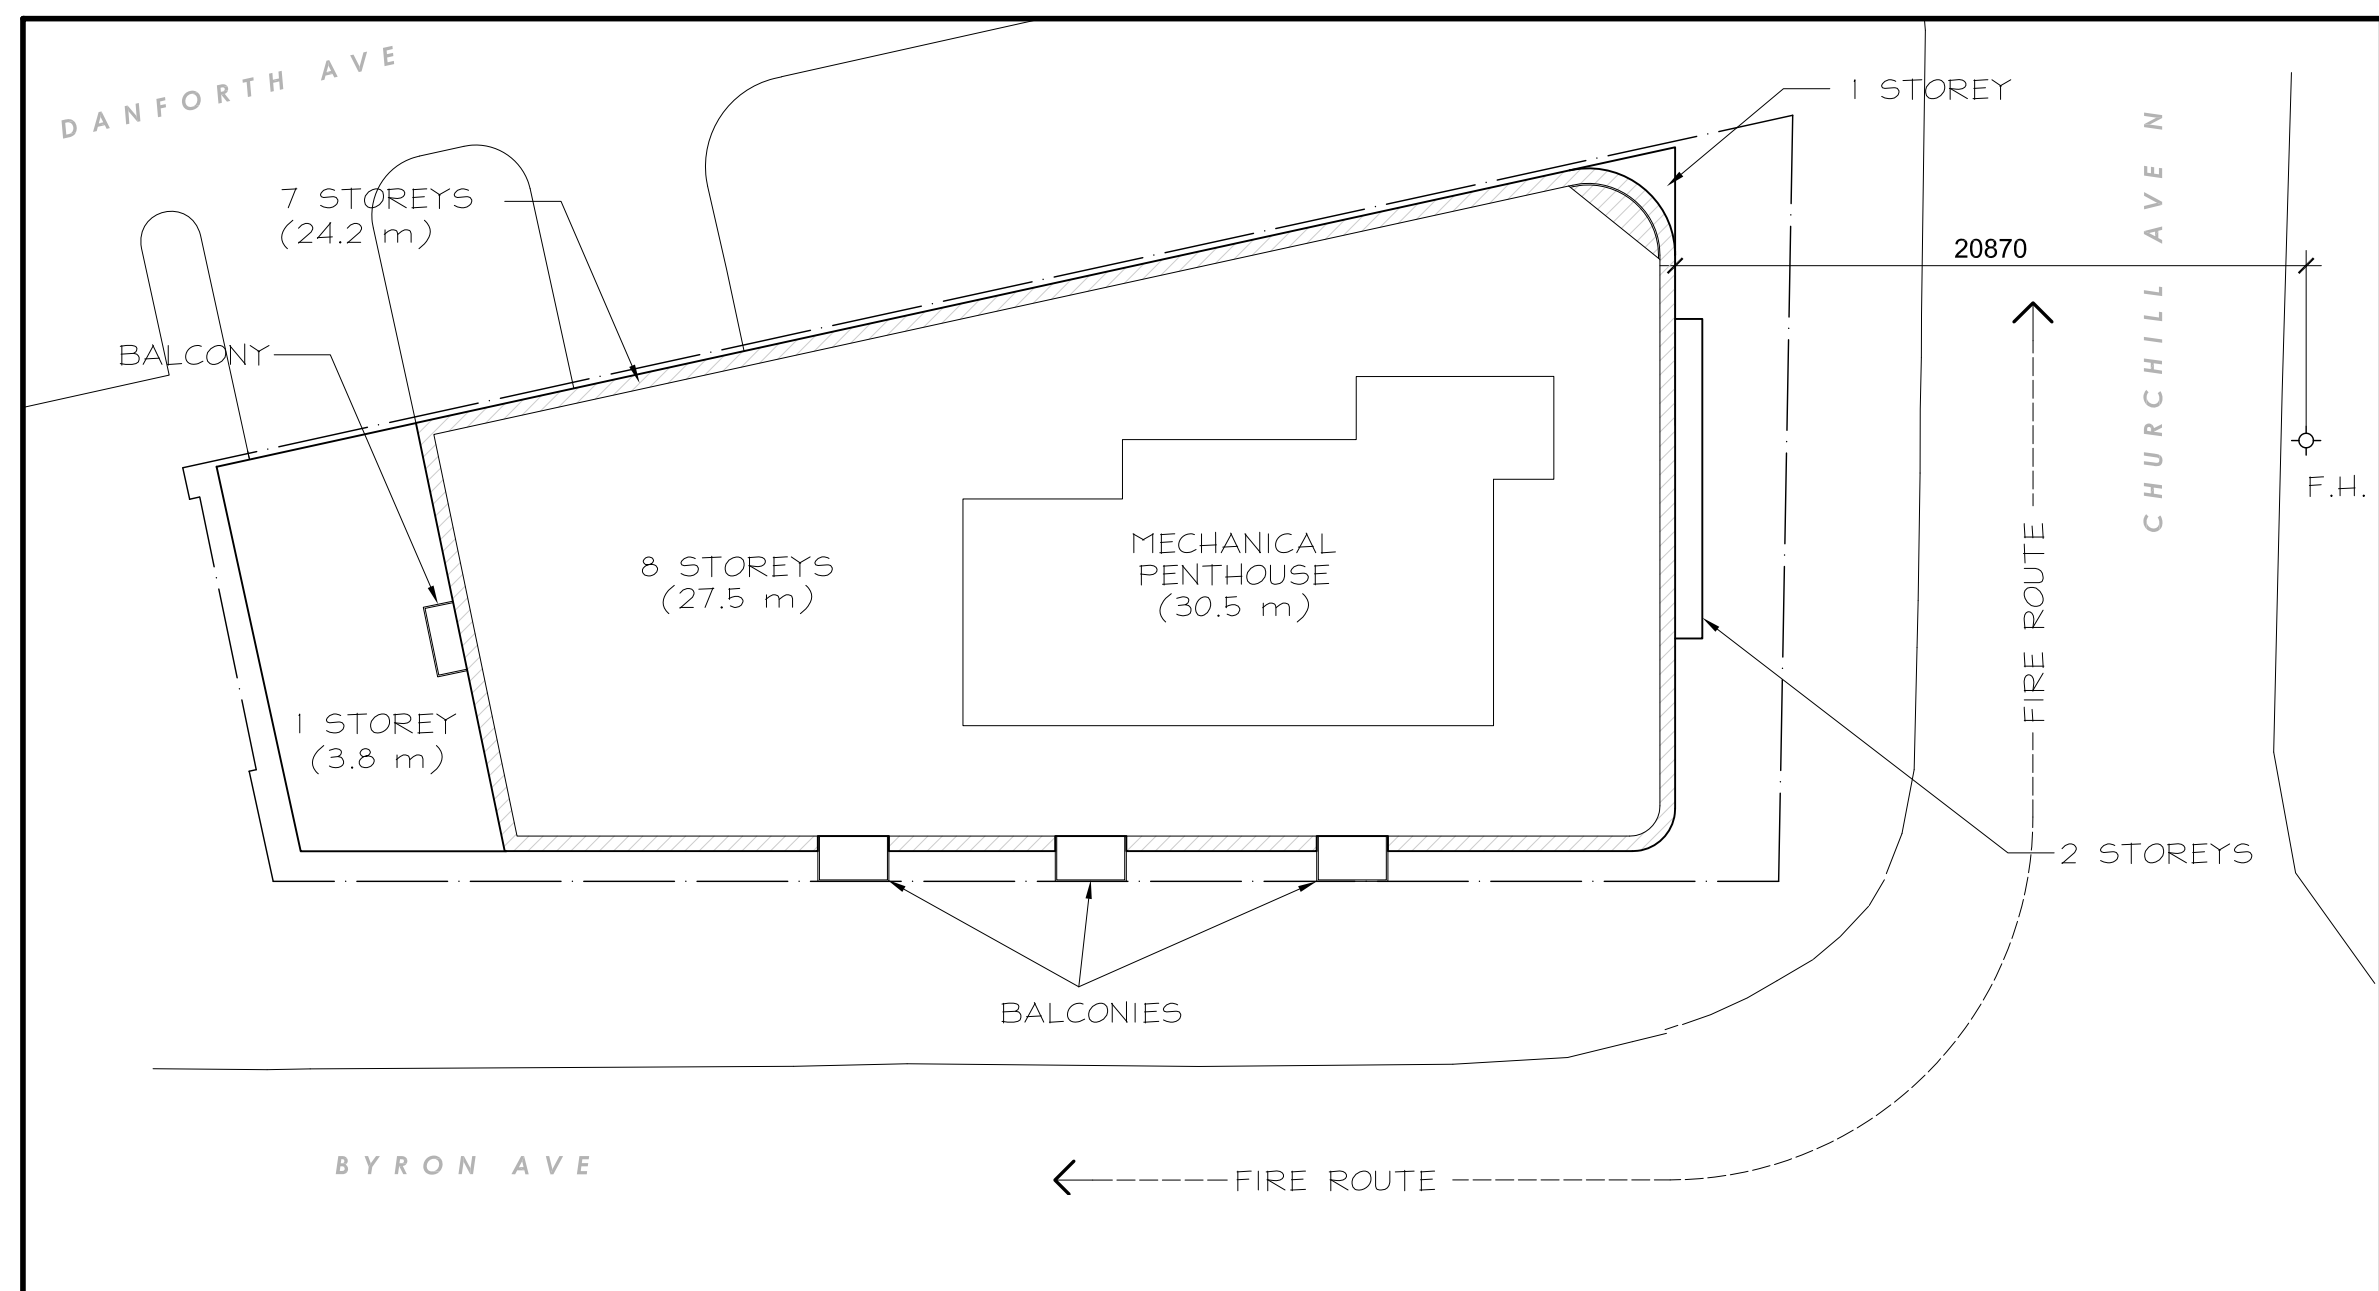 DANFORTH AVE
1 STOREY
7 STOREYS
(24.2 m)
20870
CHURCHILL AVE N
BALCONY
F.H.
8 STOREYS
(27.5 m)
MECHANICAL
PENTHOUSE
(30.5 m)
FIRE ROUTE
1 STOREY
(3.8 m)
2 STOREYS
BALCONIES
BYRON AVE
FIRE ROUTE